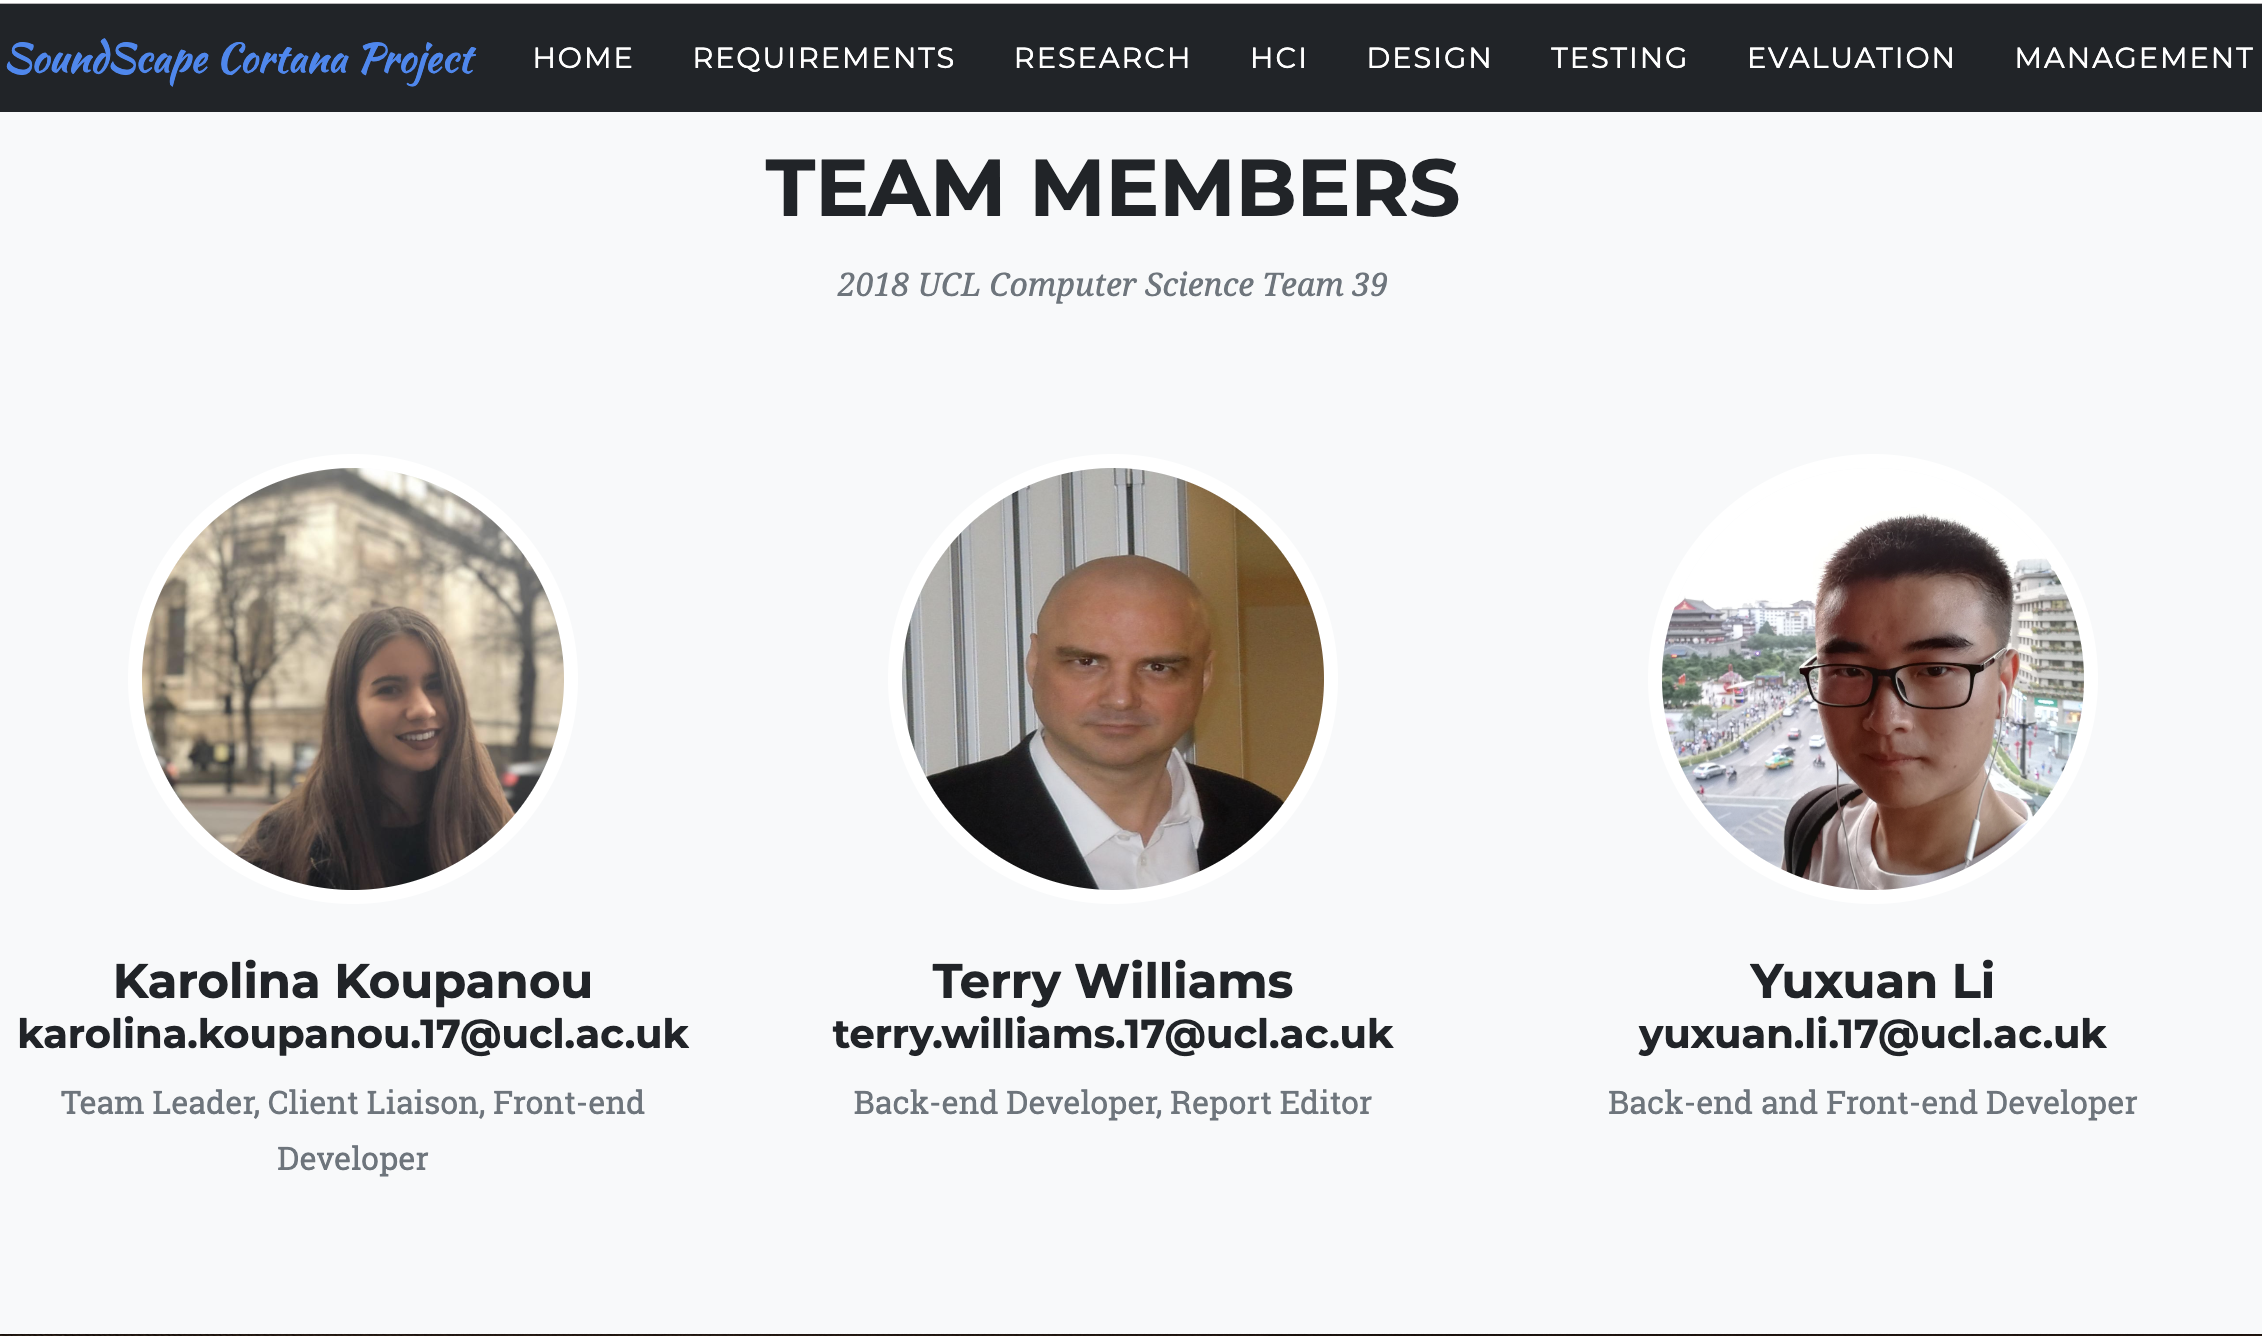 SoundScape Cortana Project HOME REQUIREMENTS RESEARCH HCI DESIGN TESTING EVALUATION MANAGEMENT
TEAM MEMBERS
2018 UCL Computer Science Team 39
Karolina Koupanou
karolina.koupanou.17@ucl.ac.uk
Team Leader, Client Liaison, Front-end
Developer
Terry Williams
terry.williams.17@ucl.ac.uk
Back-end Developer, Report Editor
Yuxuan Li
yuxuan.li.17@ucl.ac.uk
Back-end and Front-end Developer